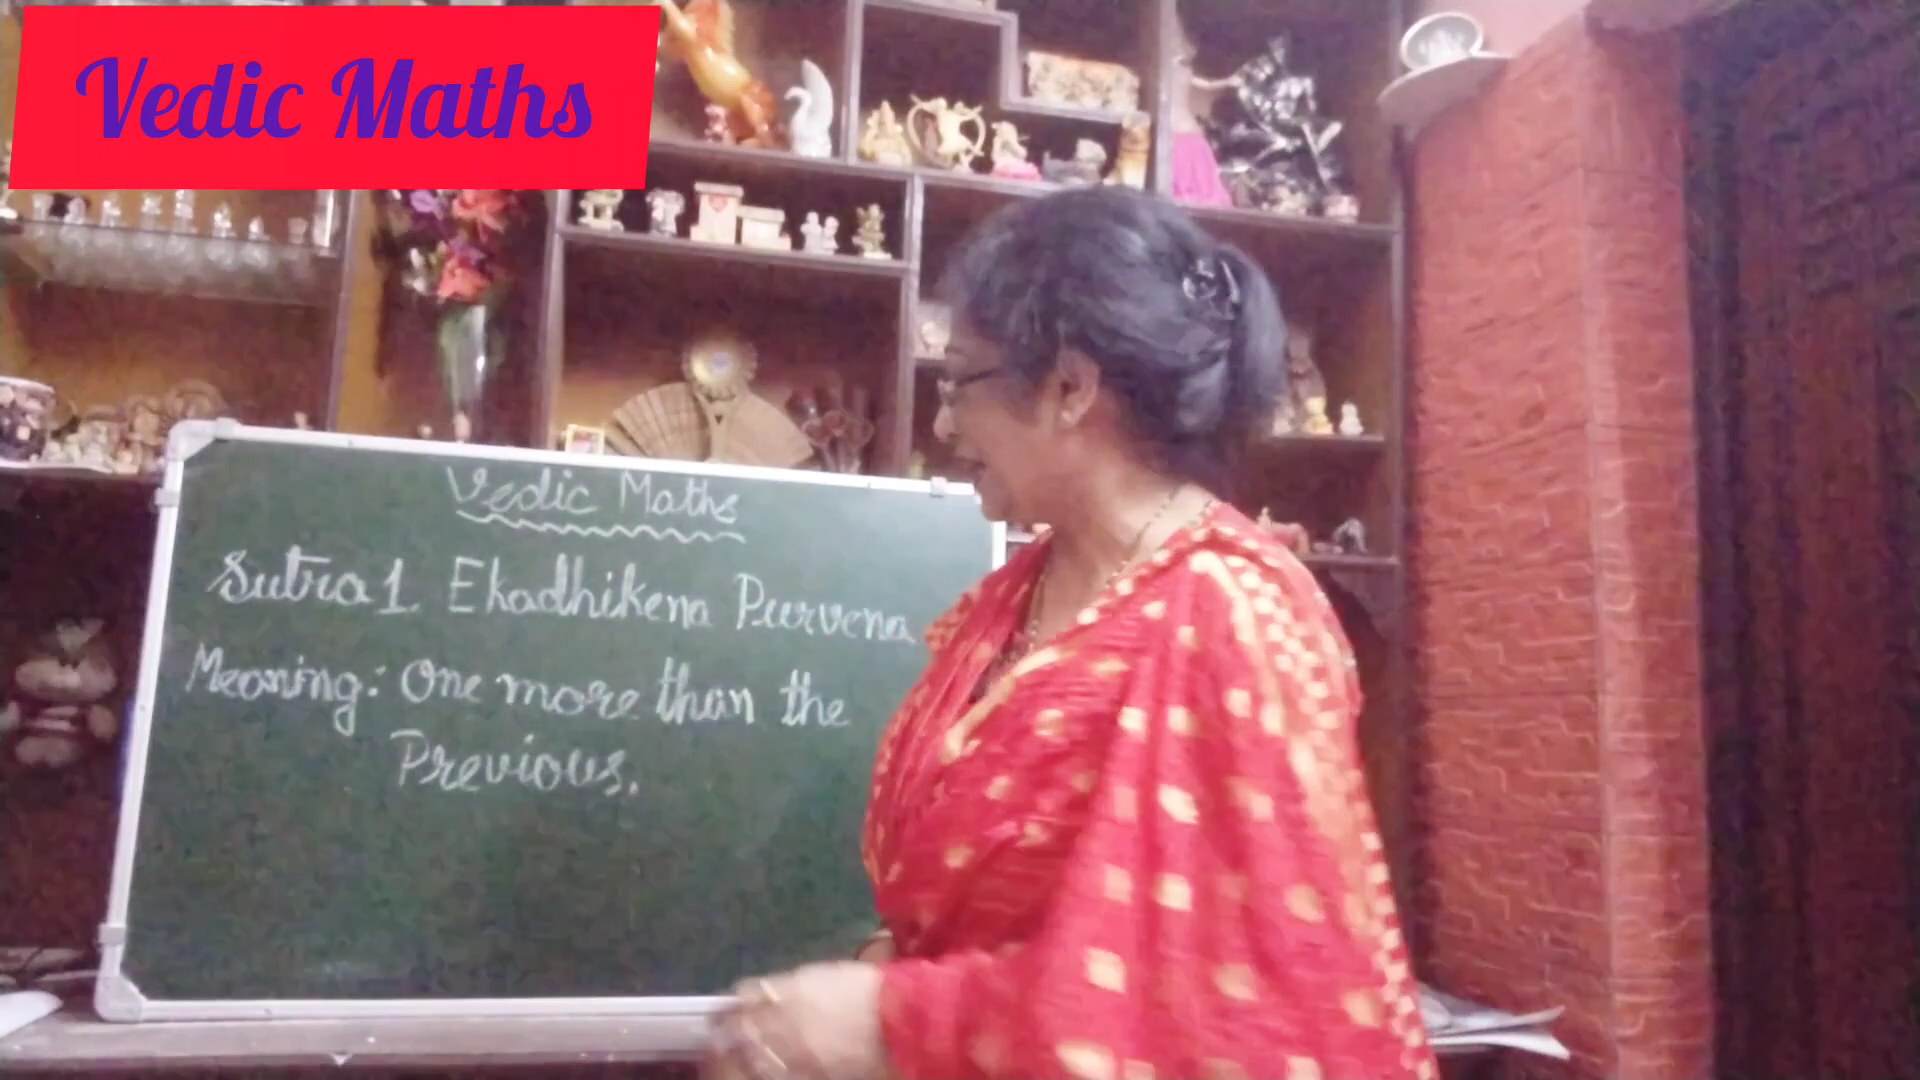 Vedic Maths
Vedic Maths
Sutra 1. Ekadhikena Purvena
Meaning: One more than the
Previous.